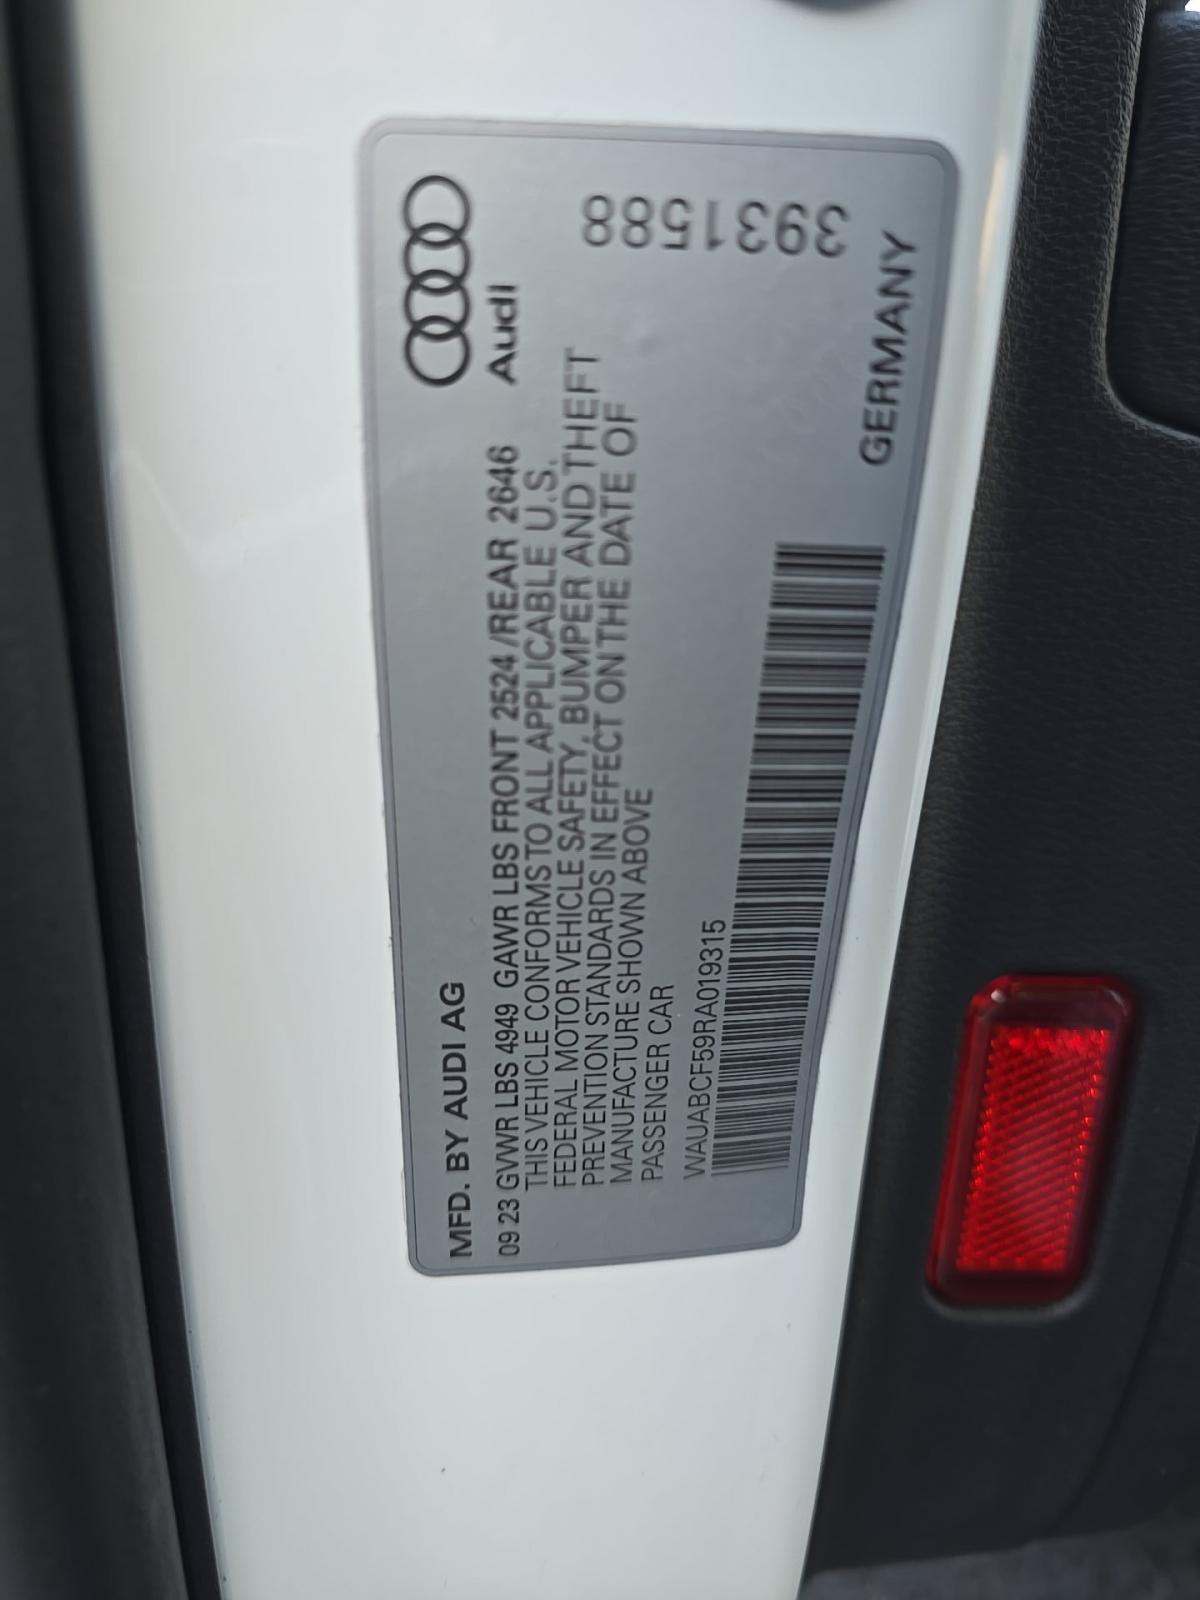 MFD. BY AUDI AG
Audi
09 23 GVWR LBS 4949 GAWR LBS FRONT 2524 /REAR 2646
THIS VEHICLE CONFORMS TO ALL APPLICABLE U.S.
FEDERAL MOTOR VEHICLE SAFETY, BUMPER AND THEFT
PREVENTION STANDARDS IN EFFECT ON THE DATE OF
MANUFACTURE SHOWN ABOVE
PASSENGER CAR
WAUABCF59RA019315
3931588
GERMANY